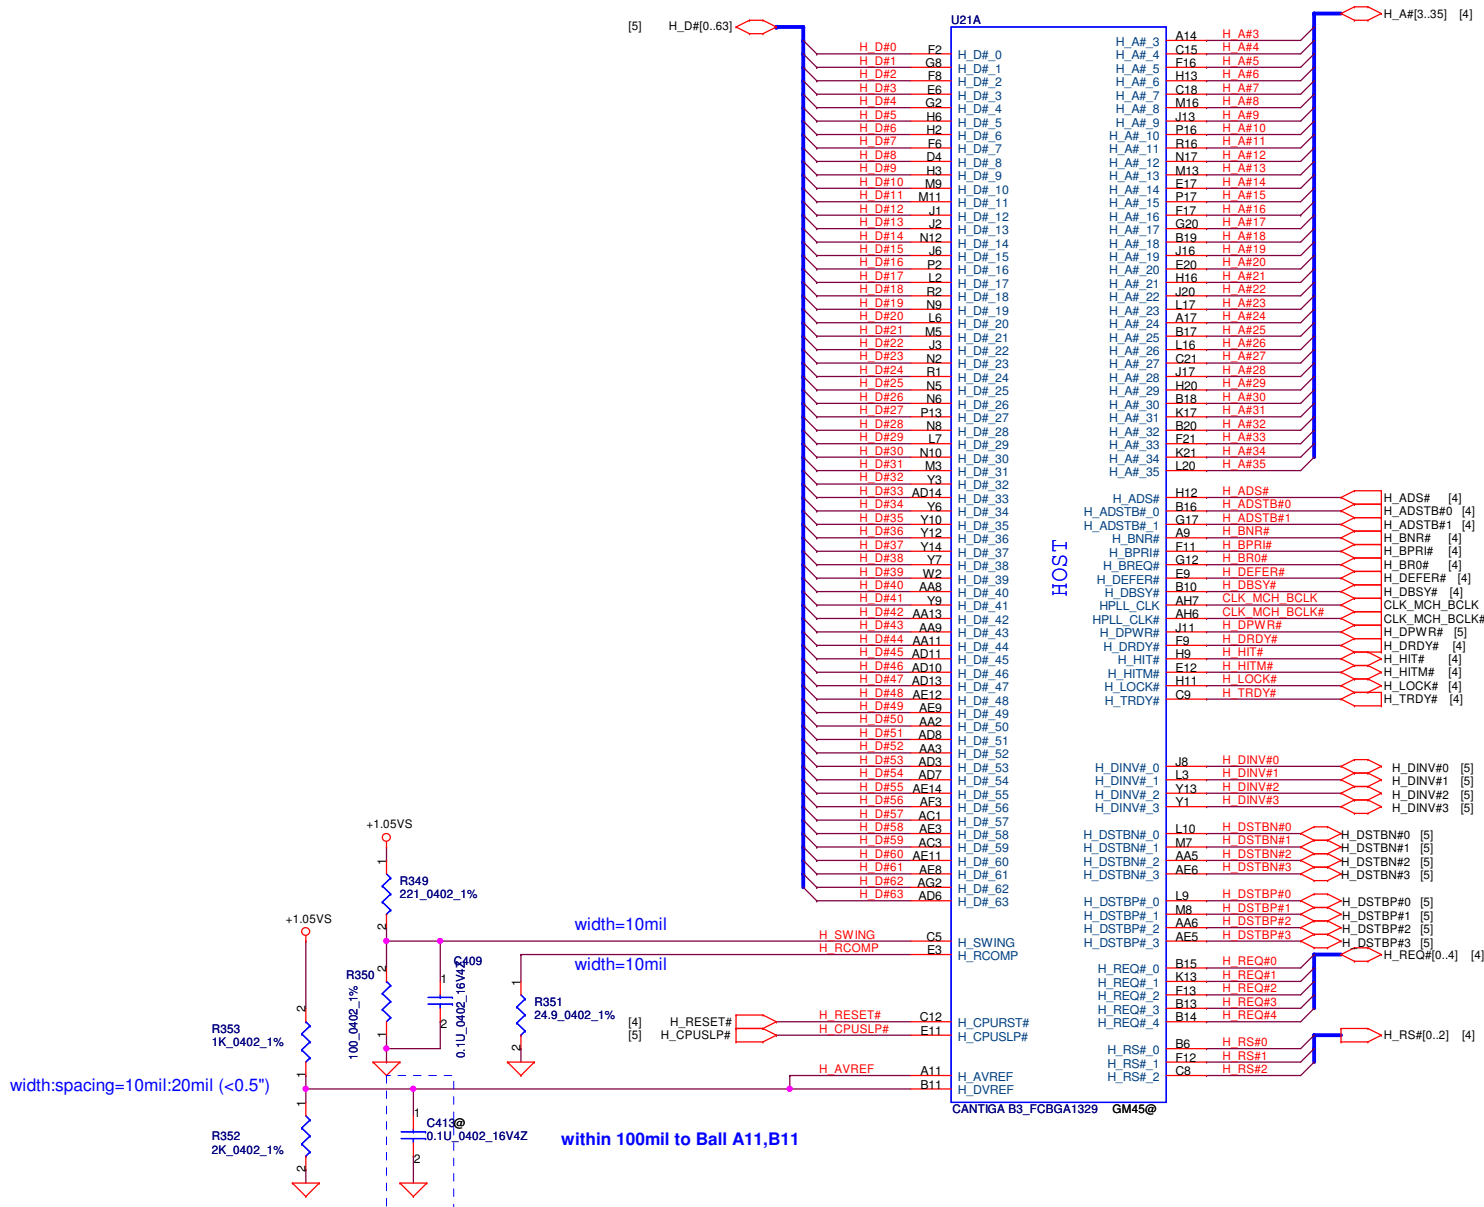 [5] H_D#[0..63]
U21A
H_A#[3..35] [4]
H_D#0 F2 H_D#_0
H_D#1 G8 H_D#_1
H_D#2 F8 H_D#_2
H_D#3 E6 H_D#_3
H_D#4 G2 H_D#_4
H_D#5 H6 H_D#_5
H_D#6 H2 H_D#_6
H_D#7 F6 H_D#_7
H_D#8 D4 H_D#_8
H_D#9 H3 H_D#_9
H_D#10 M9 H_D#_10
H_D#11 M11 H_D#_11
H_D#12 J1 H_D#_12
H_D#13 J2 H_D#_13
H_D#14 N12 H_D#_14
H_D#15 J6 H_D#_15
H_D#16 P2 H_D#_16
H_D#17 L2 H_D#_17
H_D#18 R2 H_D#_18
H_D#19 N9 H_D#_19
H_D#20 L6 H_D#_20
H_D#21 M5 H_D#_21
H_D#22 J3 H_D#_22
H_D#23 N2 H_D#_23
H_D#24 R1 H_D#_24
H_D#25 N5 H_D#_25
H_D#26 N6 H_D#_26
H_D#27 P13 H_D#_27
H_D#28 N8 H_D#_28
H_D#29 L7 H_D#_29
H_D#30 N10 H_D#_30
H_D#31 M3 H_D#_31
H_D#32 Y3 H_D#_32
H_D#33 AD14 H_D#_33
H_D#34 Y6 H_D#_34
H_D#35 Y10 H_D#_35
H_D#36 Y12 H_D#_36
H_D#37 Y14 H_D#_37
H_D#38 Y7 H_D#_38
H_D#39 W2 H_D#_39
H_D#40 AA8 H_D#_40
H_D#41 Y9 H_D#_41
H_D#42 AA13 H_D#_42
H_D#43 AA9 H_D#_43
H_D#44 AA11 H_D#_44
H_D#45 AD11 H_D#_45
H_D#46 AD10 H_D#_46
H_D#47 AD13 H_D#_47
H_D#48 AE12 H_D#_48
H_D#49 AE9 H_D#_49
H_D#50 AA2 H_D#_50
H_D#51 AD8 H_D#_51
H_D#52 AA3 H_D#_52
H_D#53 AD3 H_D#_53
H_D#54 AD7 H_D#_54
H_D#55 AE14 H_D#_55
H_D#56 AF3 H_D#_56
H_D#57 AC1 H_D#_57
H_D#58 AE3 H_D#_58
H_D#59 AC3 H_D#_59
H_D#60 AE11 H_D#_60
H_D#61 AE8 H_D#_61
H_D#62 AG2 H_D#_62
H_D#63 AD6 H_D#_63
H_SWING C5 H_SWING
H_RCOMP E3 H_RCOMP
[4] H_RESET# H_RESET# C12 H_CPURST#
[5] H_CPUSLP# H_CPUSLP# E11 H_CPUSLP#
H_AVREF A11 H_AVREF
B11 H_DVREF
HOST
H_A#_3 A14 H_A#3
H_A#_4 C15 H_A#4
H_A#_5 F16 H_A#5
H_A#_6 H13 H_A#6
H_A#_7 C18 H_A#7
H_A#_8 M16 H_A#8
H_A#_9 J13 H_A#9
H_A#_10 P16 H_A#10
H_A#_11 R16 H_A#11
H_A#_12 N17 H_A#12
H_A#_13 M13 H_A#13
H_A#_14 E17 H_A#14
H_A#_15 P17 H_A#15
H_A#_16 F17 H_A#16
H_A#_17 G20 H_A#17
H_A#_18 B19 H_A#18
H_A#_19 J16 H_A#19
H_A#_20 E20 H_A#20
H_A#_21 H16 H_A#21
H_A#_22 J20 H_A#22
H_A#_23 L17 H_A#23
H_A#_24 A17 H_A#24
H_A#_25 B17 H_A#25
H_A#_26 L16 H_A#26
H_A#_27 C21 H_A#27
H_A#_28 J17 H_A#28
H_A#_29 H20 H_A#29
H_A#_30 B18 H_A#30
H_A#_31 K17 H_A#31
H_A#_32 B20 H_A#32
H_A#_33 F21 H_A#33
H_A#_34 K21 H_A#34
H_A#_35 L20 H_A#35
H_ADS# H12 H_ADS# H_ADS# [4]
H_ADSTB#_0 B16 H_ADSTB#0 H_ADSTB#0 [4]
H_ADSTB#_1 G17 H_ADSTB#1 H_ADSTB#1 [4]
H_BNR# A9 H_BNR# H_BNR# [4]
H_BPRI# F11 H_BPRI# H_BPRI# [4]
H_BREQ# G12 H_BR0# H_BR0# [4]
H_DEFER# E9 H_DEFER# H_DEFER# [4]
H_DBSY# B10 H_DBSY# H_DBSY# [4]
HPLL_CLK AH7 CLK_MCH_BCLK CLK_MCH_BCLK
HPLL_CLK# AH6 CLK_MCH_BCLK# CLK_MCH_BCLK#
H_DPWR# J11 H_DPWR# H_DPWR# [5]
H_DRDY# F9 H_DRDY# H_DRDY# [4]
H_HIT# H9 H_HIT# H_HIT# [4]
H_HITM# E12 H_HITM# H_HITM# [4]
H_LOCK# H11 H_LOCK# H_LOCK# [4]
H_TRDY# C9 H_TRDY# H_TRDY# [4]
H_DINV#_0 J8 H_DINV#0 H_DINV#0 [5]
H_DINV#_1 L3 H_DINV#1 H_DINV#1 [5]
H_DINV#_2 Y13 H_DINV#2 H_DINV#2 [5]
H_DINV#_3 Y1 H_DINV#3 H_DINV#3 [5]
H_DSTBN#_0 L10 H_DSTBN#0 H_DSTBN#0 [5]
H_DSTBN#_1 M7 H_DSTBN#1 H_DSTBN#1 [5]
H_DSTBN#_2 AA5 H_DSTBN#2 H_DSTBN#2 [5]
H_DSTBN#_3 AE6 H_DSTBN#3 H_DSTBN#3 [5]
H_DSTBP#_0 L9 H_DSTBP#0 H_DSTBP#0 [5]
H_DSTBP#_1 M8 H_DSTBP#1 H_DSTBP#1 [5]
H_DSTBP#_2 AA6 H_DSTBP#2 H_DSTBP#2 [5]
H_DSTBP#_3 AE5 H_DSTBP#3 H_DSTBP#3 [5]
H_REQ#[0..4] [4]
H_REQ#_0 B15 H_REQ#0
H_REQ#_1 K13 H_REQ#1
H_REQ#_2 F13 H_REQ#2
H_REQ#_3 B13 H_REQ#3
H_REQ#_4 B14 H_REQ#4
H_RS#[0..2] [4]
H_RS#_0 B6 H_RS#0
H_RS#_1 F12 H_RS#1
H_RS#_2 C8 H_RS#2
CANTIGA B3_FCBGA1329 GM45@
+1.05VS
1
R349
221_0402_1%
2
width=10mil
width=10mil
+1.05VS
2
R350
100_0402_1%
1
1
C409
0.1U_0402_16V4Z
2
1
R351
24.9_0402_1%
2
2
R353
1K_0402_1%
1
width:spacing=10mil:20mil (<0.5")
1
R352
2K_0402_1%
2
1
C413@
0.1U_0402_16V4Z
2
within 100mil to Ball A11,B11